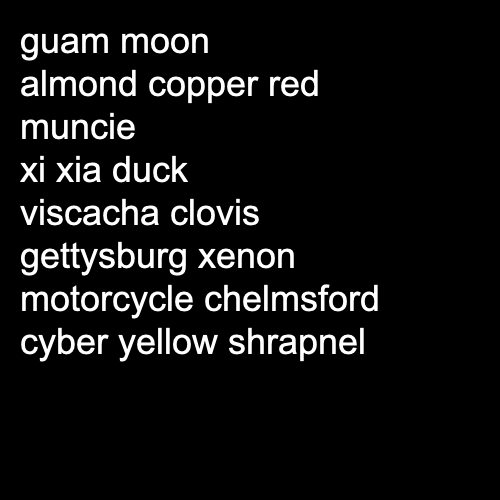 guam moon
almond copper red
muncie
xi xia duck
viscacha clovis
gettysburg xenon
motorcycle chelmsford
cyber yellow shrapnel